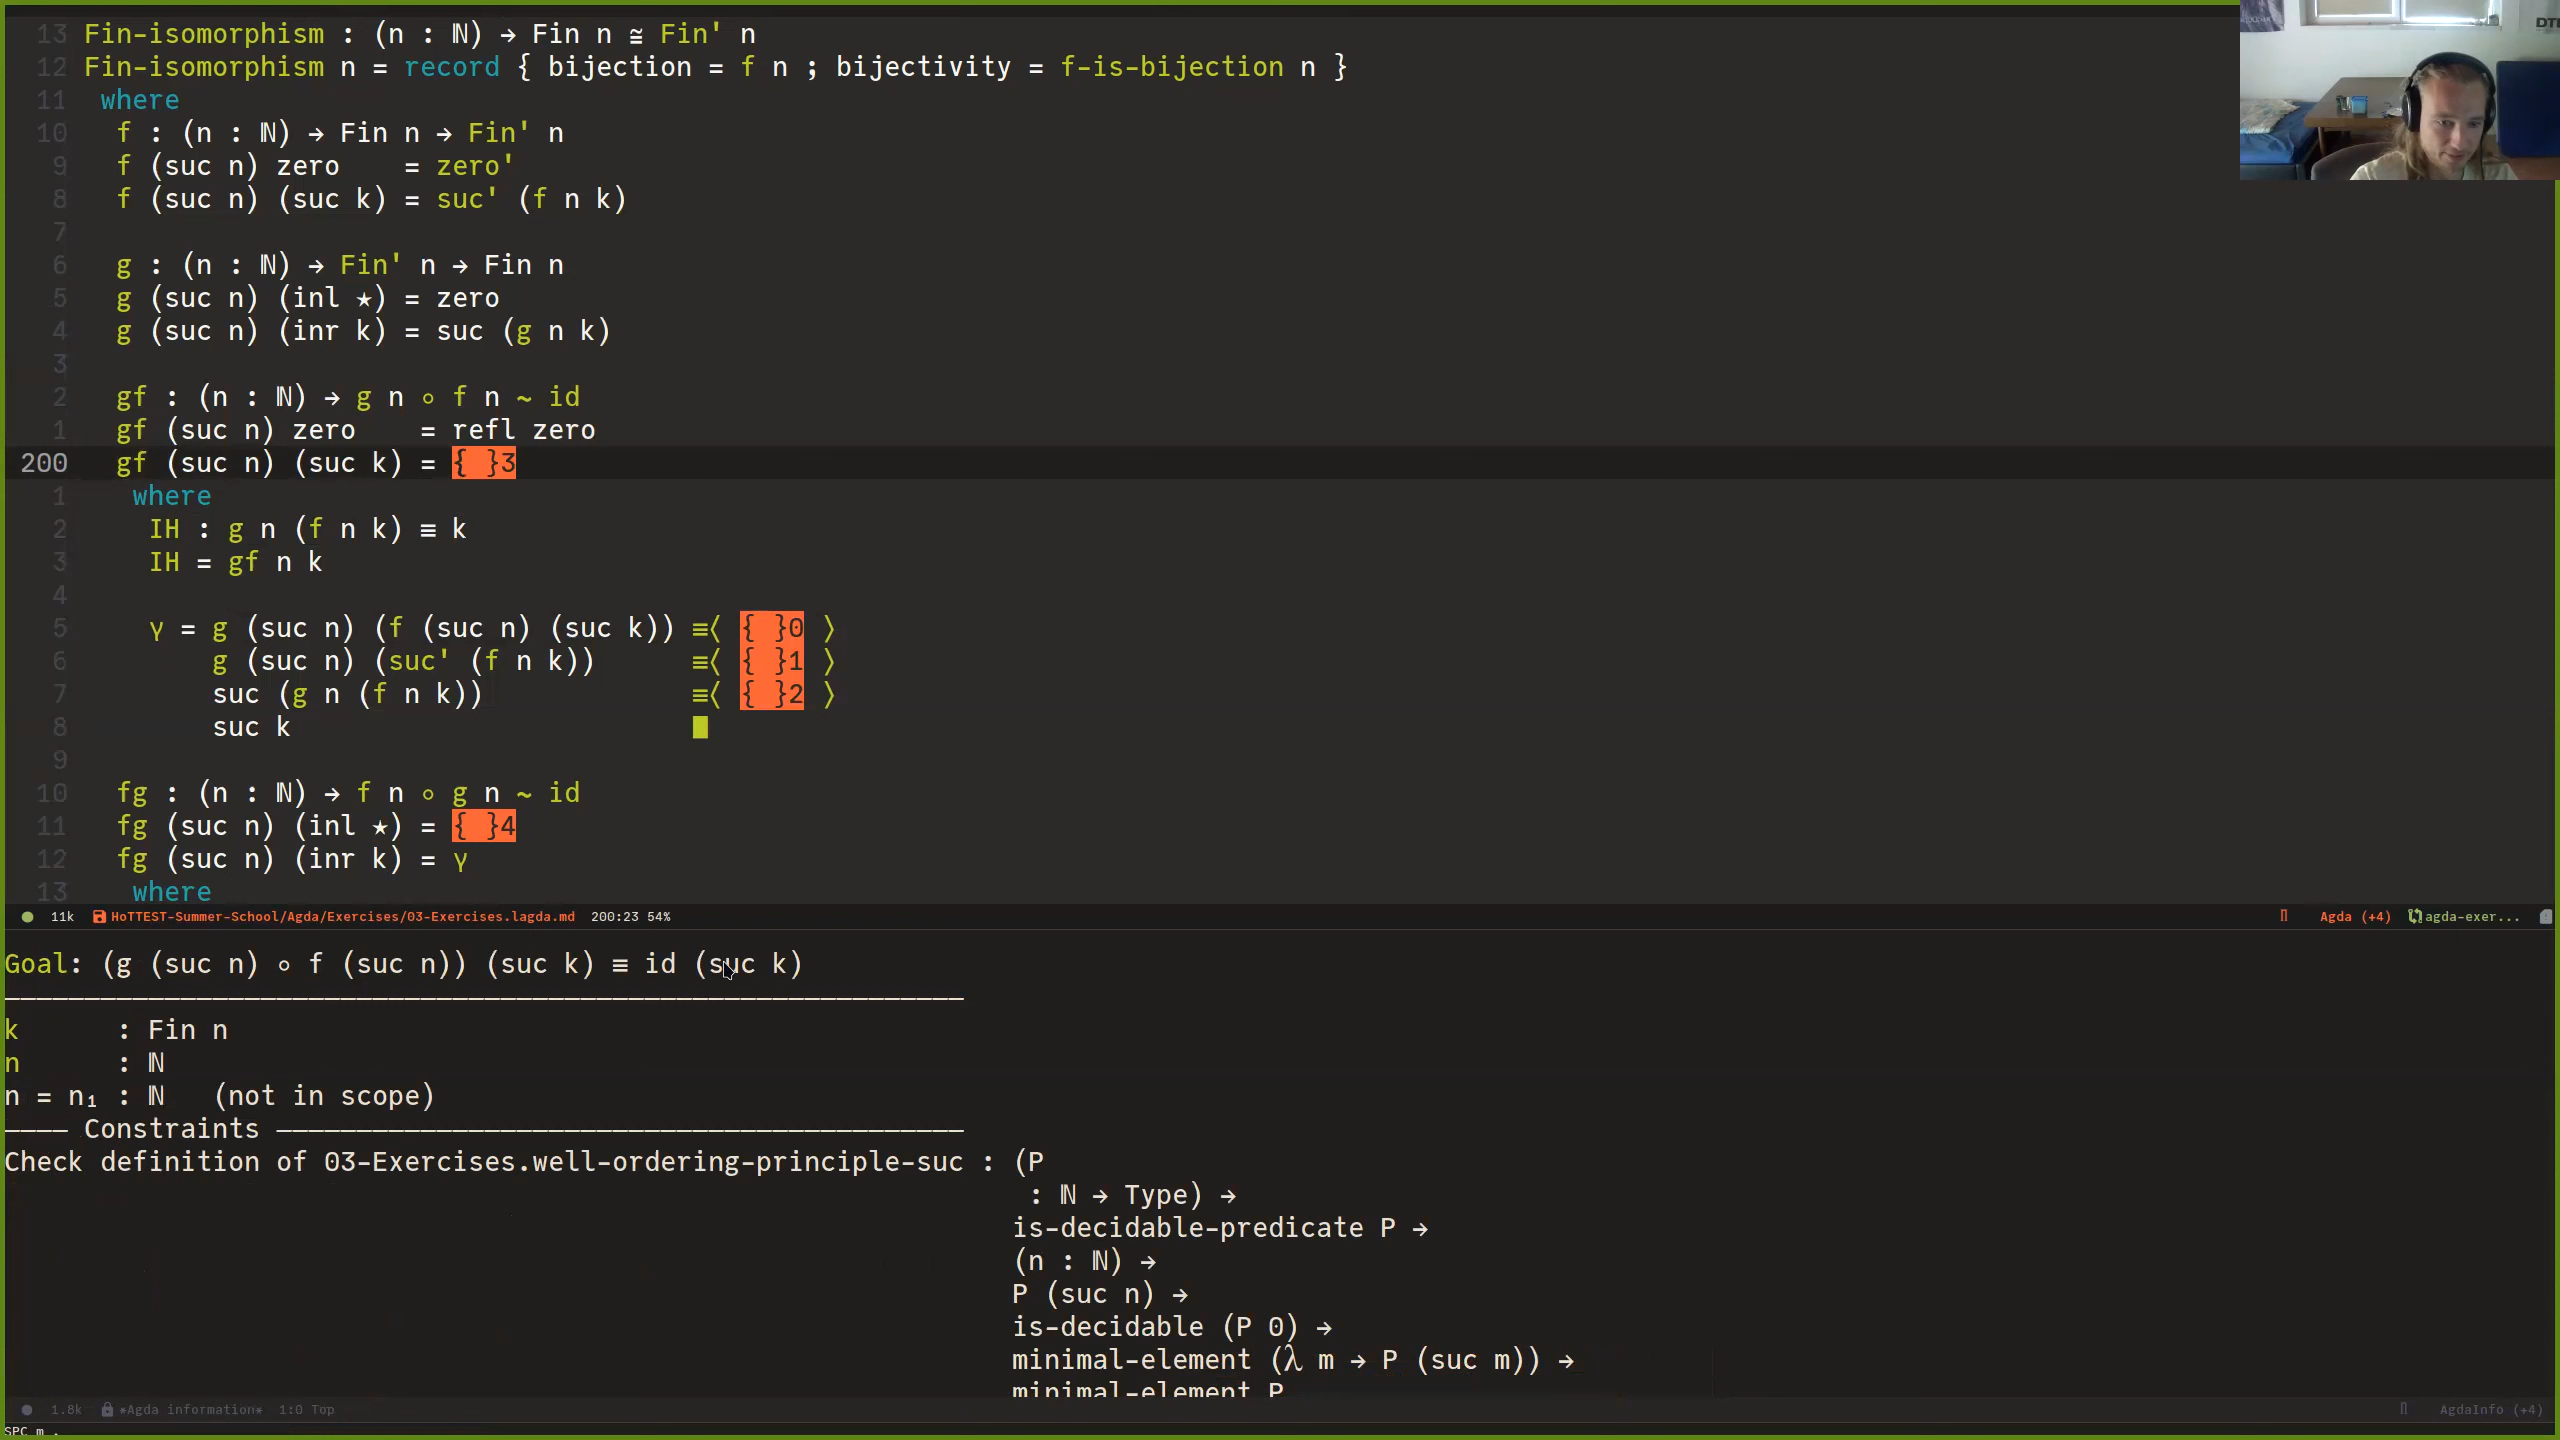 13 Fin-isomorphism : (n : ℕ) → Fin n ≅ Fin' n
12 Fin-isomorphism n = record { bijection = f n ; bijectivity = f-is-bijection n }
11 where
10 f : (n : ℕ) → Fin n → Fin' n
9 f (suc n) zero = zero'
8 f (suc n) (suc k) = suc' (f n k)
7
6 g : (n : ℕ) → Fin' n → Fin n
5 g (suc n) (inl ⋆) = zero
4 g (suc n) (inr k) = suc (g n k)
3
2 gf : (n : ℕ) → g n ∘ f n ~ id
1 gf (suc n) zero = refl zero
200 gf (suc n) (suc k) = { }3
1 where
2 IH : g n (f n k) ≡ k
3 IH = gf n k
4
5 γ = g (suc n) (f (suc n) (suc k)) ≡⟨ { }0 ⟩
6 g (suc n) (suc' (f n k)) ≡⟨ { }1 ⟩
7 suc (g n (f n k)) ≡⟨ { }2 ⟩
8 suc k ∎
9
10 fg : (n : ℕ) → f n ∘ g n ~ id
11 fg (suc n) (inl ⋆) = { }4
12 fg (suc n) (inr k) = γ
13 where
11k HoTTEST-Summer-School/Agda/Exercises/03-Exercises.lagda.md 200:23 54% Agda (+4) agda-exer...
Goal: (g (suc n) ∘ f (suc n)) (suc k) ≡ id (suc k)
k : Fin n
n : ℕ
n = n₁ : ℕ (not in scope)
———— Constraints ————
Check definition of 03-Exercises.well-ordering-principle-suc : (P
: ℕ → Type) →
is-decidable-predicate P →
(n : ℕ) →
P (suc n) →
is-decidable (P 0) →
minimal-element (λ m → P (suc m)) →
minimal-element P
1.8k *Agda information* 1:0 Top AgdaInfo (+4)
SPC m .